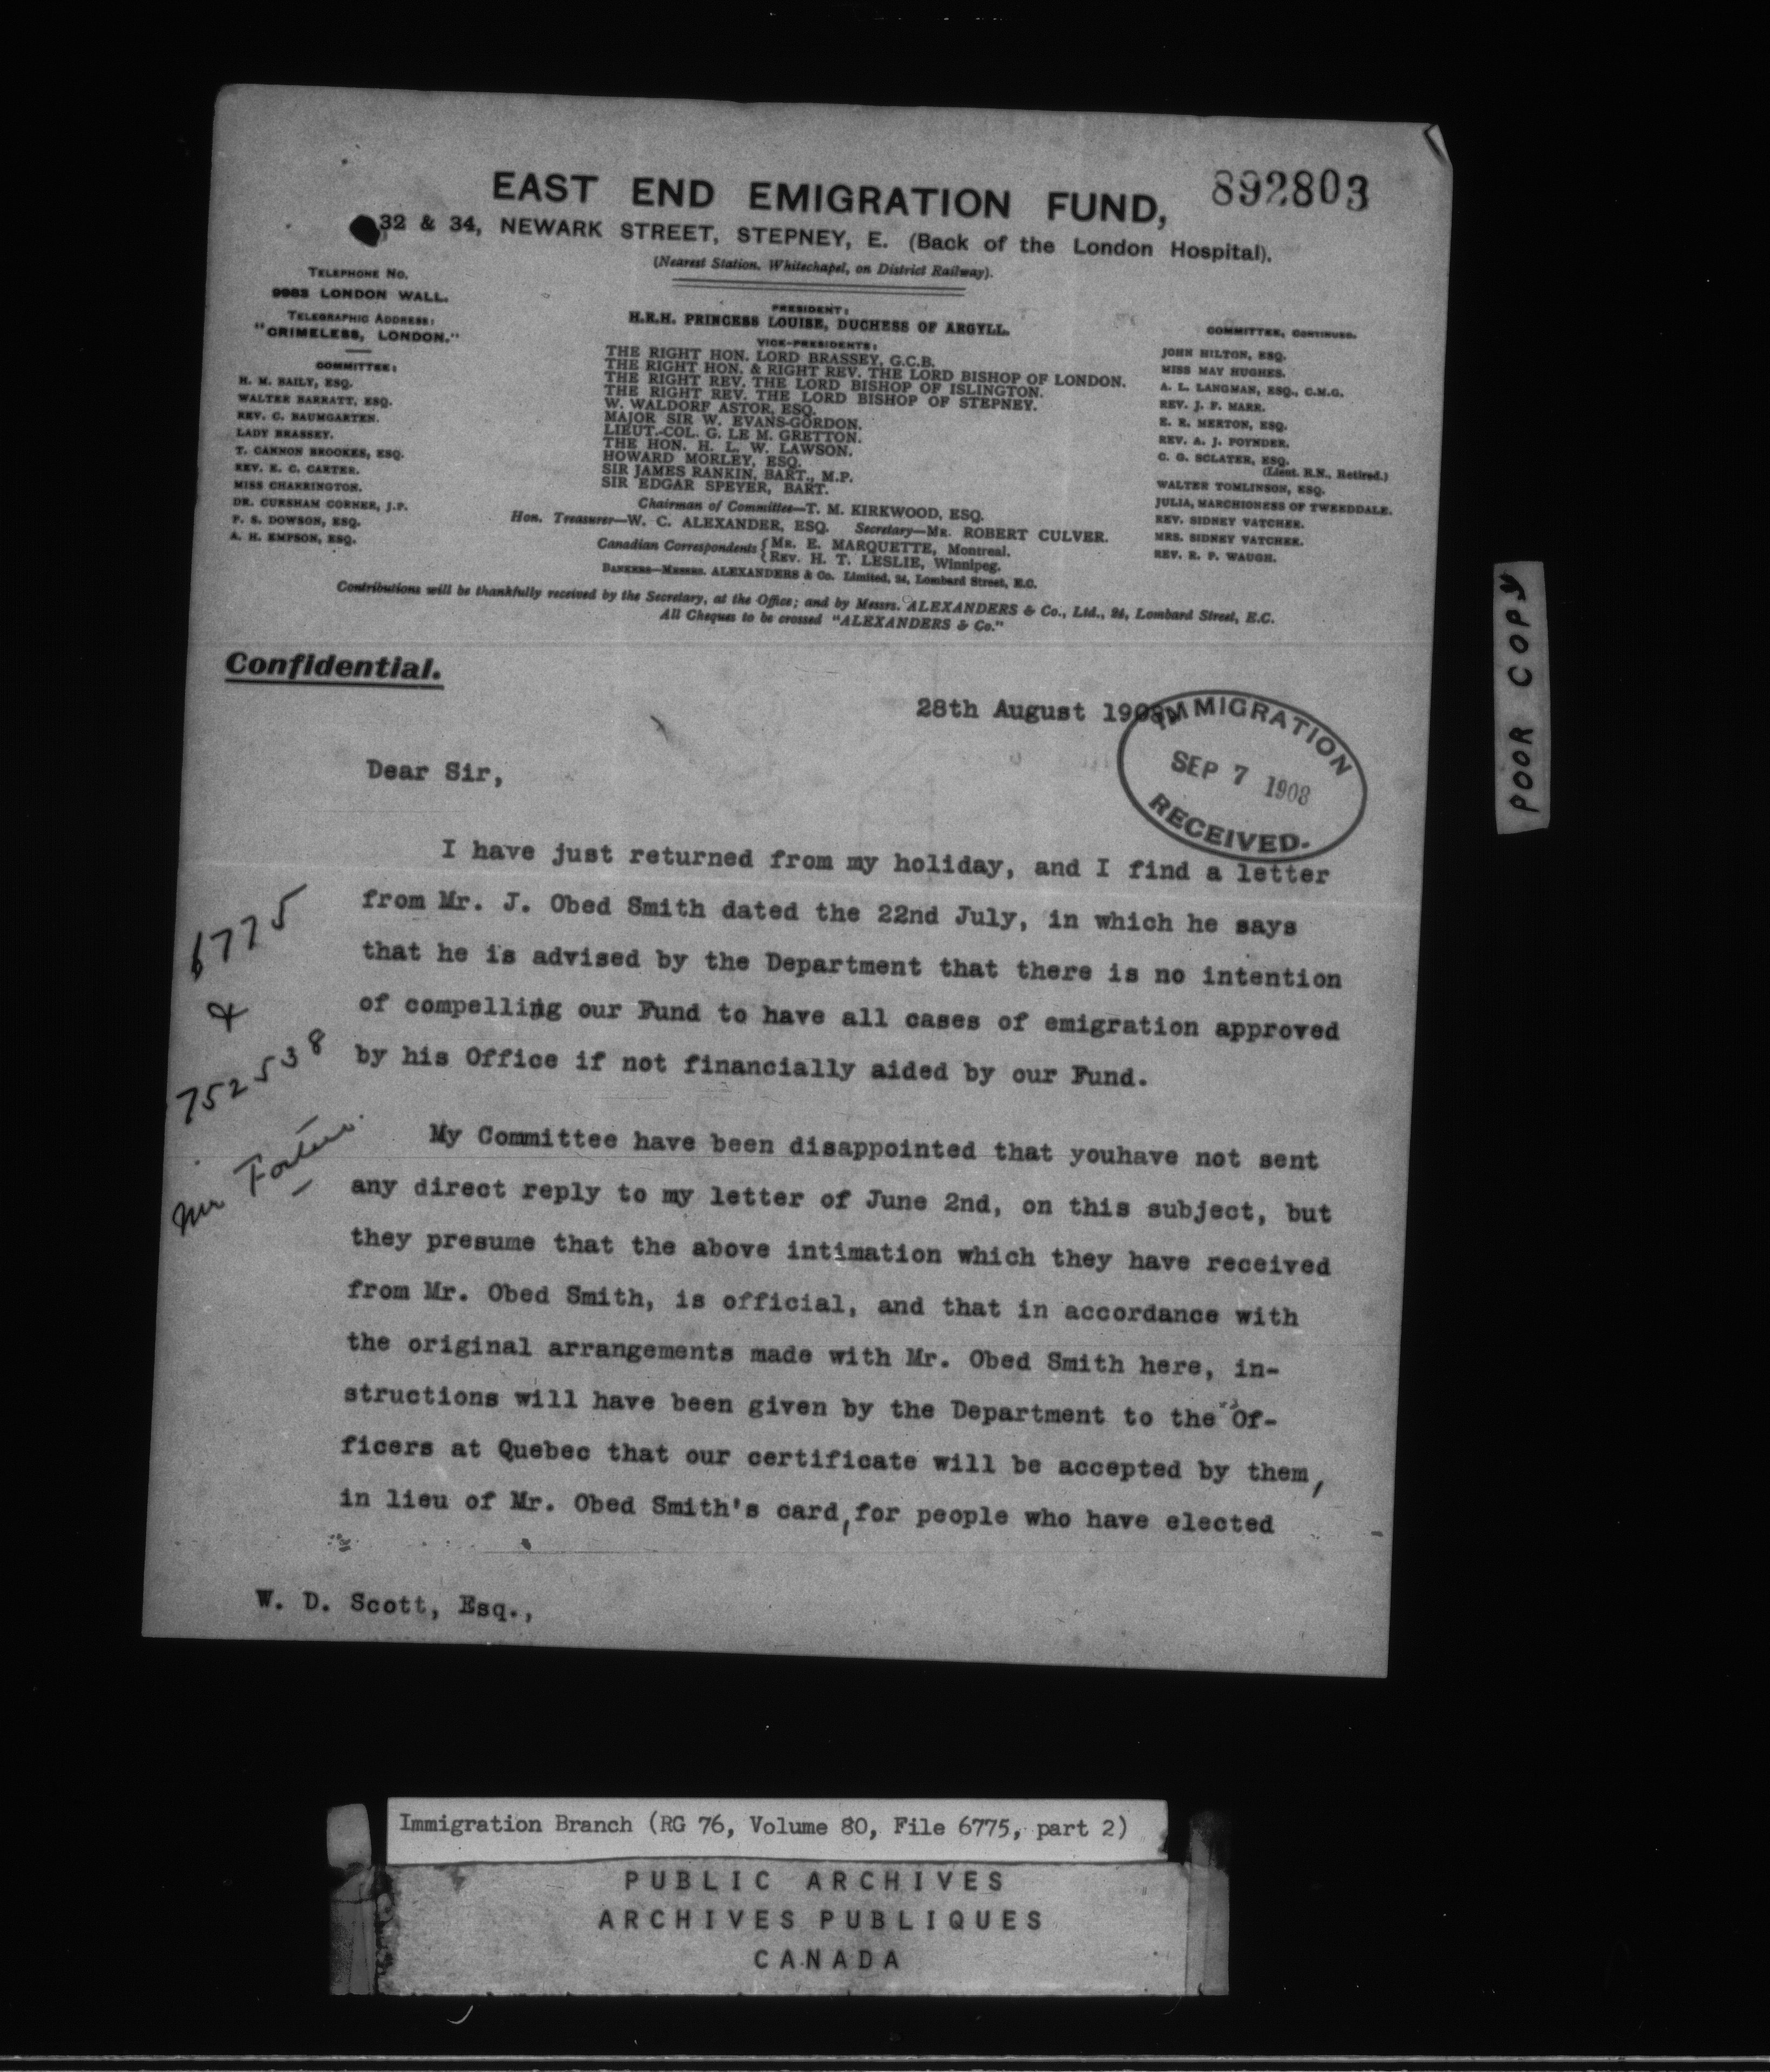 EAST END EMIGRATION FUND,
892803
32 & 34, NEWARK STREET, STEPNEY, E. (Back of the London Hospital).
(Nearest Station, Whitechapel, on District Railway).
TELEPHONE No.
9983 LONDON WALL.
TELEGRAPHIC ADDRESS:
"CRIMELESS, LONDON."
COMMITTEE:
H. M. BAILY, ESQ.
WALTER BARRATT, ESQ.
REV. C. BAUMGARTEN.
LADY BRASSEY.
T. CANNON BROOKES, ESQ.
REV. E. C. CARTER.
MISS CHARRINGTON.
DR. CURSHAM CORNER, J.P.
F. S. DOWSON, ESQ.
A. H. EMPSON, ESQ.
PRESIDENT:
H.R.H. PRINCESS LOUISE, DUCHESS OF ARGYLL.
VICE-PRESIDENTS:
THE RIGHT HON. LORD BRASSEY, G.C.B.
THE RIGHT HON. & RIGHT REV. THE LORD BISHOP OF LONDON.
THE RIGHT REV. THE LORD BISHOP OF ISLINGTON.
THE RIGHT REV. THE LORD BISHOP OF STEPNEY.
W. WALDORF ASTOR, ESQ.
MAJOR SIR W. EVANS-GORDON.
LIEUT.-COL. G. LE M. GRETTON.
THE HON. H. L. W. LAWSON.
HOWARD MORLEY, ESQ.
SIR JAMES RANKIN, BART., M.P.
SIR EDGAR SPEYER, BART.
Chairman of Committee—T. M. KIRKWOOD, ESQ.
Hon. Treasurer—W. C. ALEXANDER, ESQ. Secretary—MR. ROBERT CULVER.
Canadian Correspondents { MR. E. MARQUETTE, Montreal.
{ REV. H. T. LESLIE, Winnipeg.
BANKERS—MESSRS. ALEXANDERS & Co. Limited, 24, Lombard Street, E.C.
COMMITTEE, CONTINUED.
JOHN HILTON, ESQ.
MISS MAY HUGHES.
A. L. LANGMAN, ESQ., C.M.G.
REV. J. F. MARR.
E. R. MERTON, ESQ.
REV. A. J. POYNDER.
C. G. SCLATER, ESQ.
(Lieut. R.N., Retired.)
WALTER TOMLINSON, ESQ.
JULIA, MARCHIONESS OF TWEEDDALE.
REV. SIDNEY VATCHER.
MRS. SIDNEY VATCHER.
REV. R. P. WAUGH.
Contributions will be thankfully received by the Secretary, at the Office; and by Messrs. ALEXANDERS & Co., Ltd., 24, Lombard Street, E.C.
All Cheques to be crossed "ALEXANDERS & Co."
Confidential.
28th August 1908.
IMMIGRATION
SEP 7 1908
RECEIVED.
Dear Sir,
I have just returned from my holiday, and I find a letter
from Mr. J. Obed Smith dated the 22nd July, in which he says
that he is advised by the Department that there is no intention
of compelling our Fund to have all cases of emigration approved
by his Office if not financially aided by our Fund.
6775
&
752538
Mr
My Committee have been disappointed that youhave not sent
any direct reply to my letter of June 2nd, on this subject, but
they presume that the above intimation which they have received
from Mr. Obed Smith, is official, and that in accordance with
the original arrangements made with Mr. Obed Smith here, in-
structions will have been given by the Department to the Of-
ficers at Quebec that our certificate will be accepted by them,
in lieu of Mr. Obed Smith's card, for people who have elected
W. D. Scott, Esq.,
POOR COPY
Immigration Branch (RG 76, Volume 80, File 6775, part 2)
PUBLIC ARCHIVES
ARCHIVES PUBLIQUES
CANADA